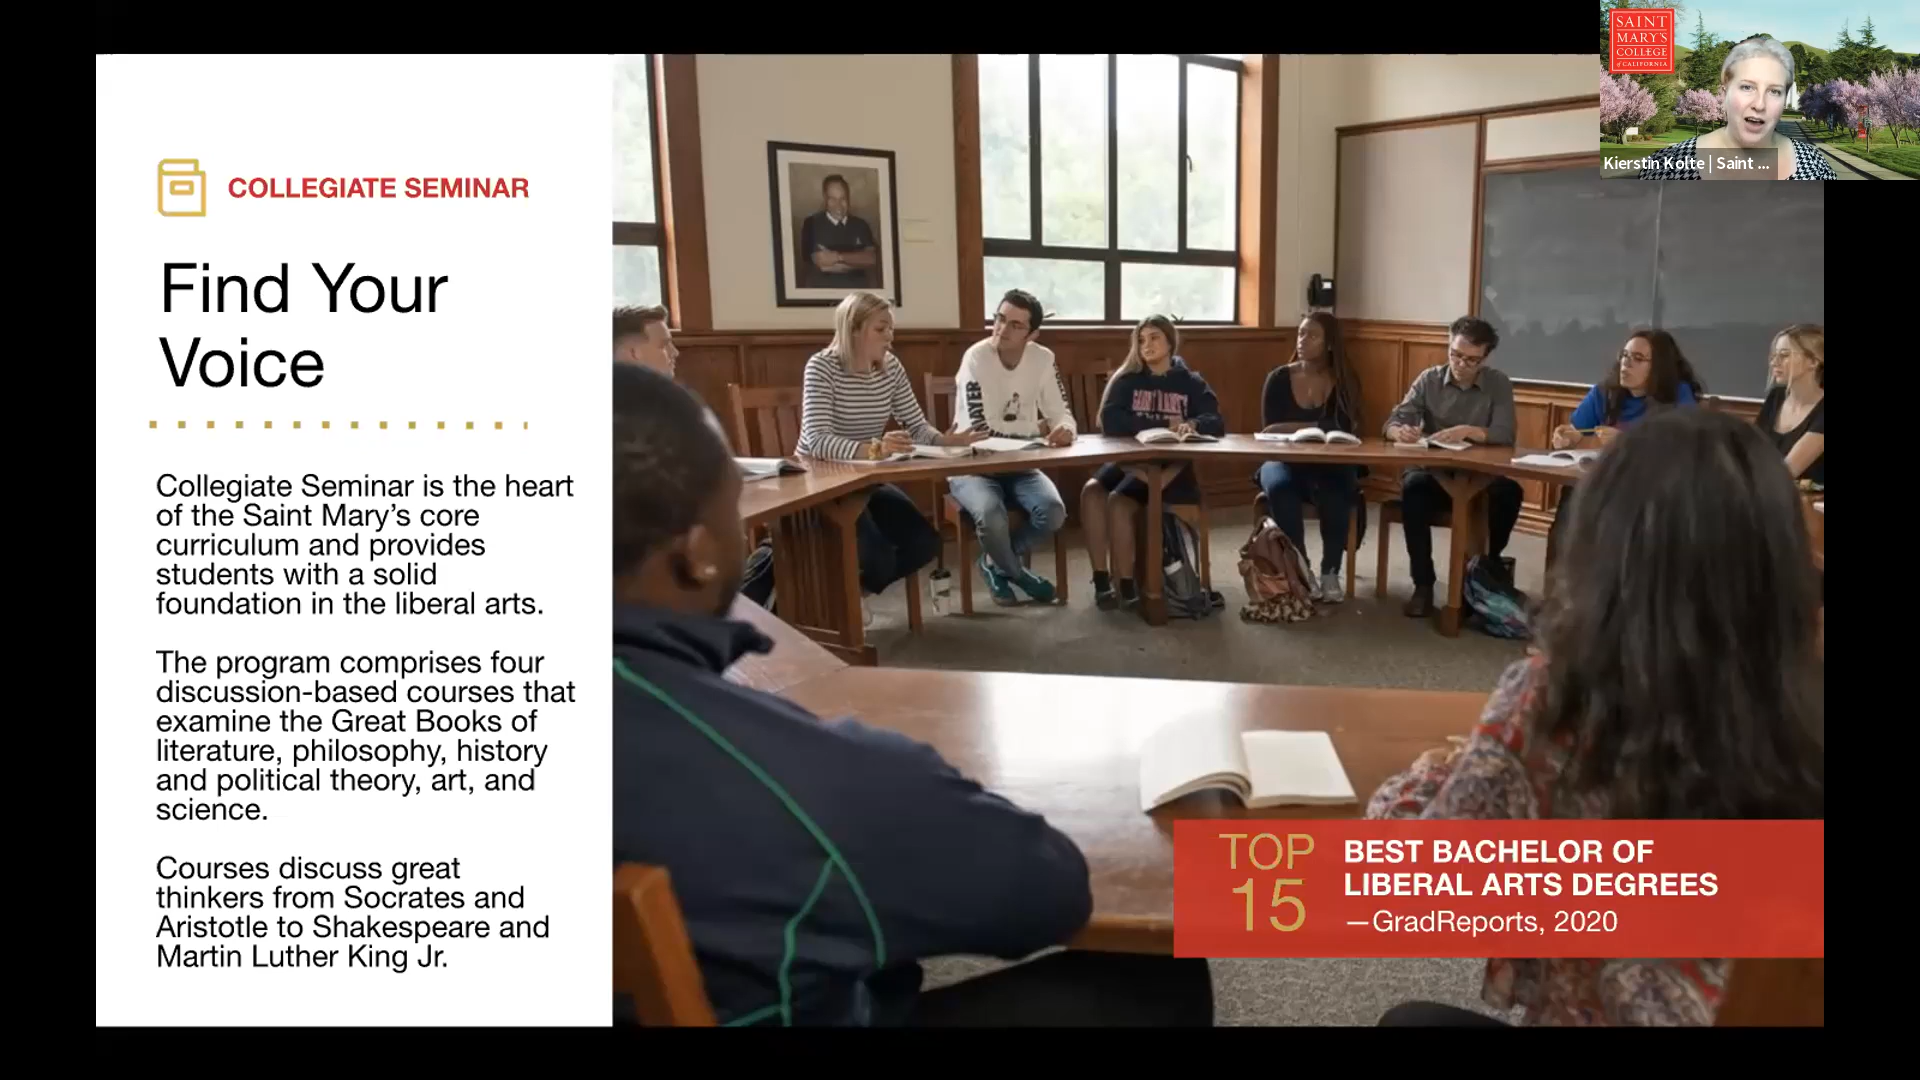 SAINT
MARY'S
COLLEGE
of CALIFORNIA
Kierstin Kolte | Saint ...
COLLEGIATE SEMINAR
Find Your
Voice
Collegiate Seminar is the heart
of the Saint Mary's core
curriculum and provides
students with a solid
foundation in the liberal arts.
The program comprises four
discussion-based courses that
examine the Great Books of
literature, philosophy, history
and political theory, art, and
science.
Courses discuss great
thinkers from Socrates and
Aristotle to Shakespeare and
Martin Luther King Jr.
TOP
15
BEST BACHELOR OF
LIBERAL ARTS DEGREES
—GradReports, 2020
SAINT MARY'S